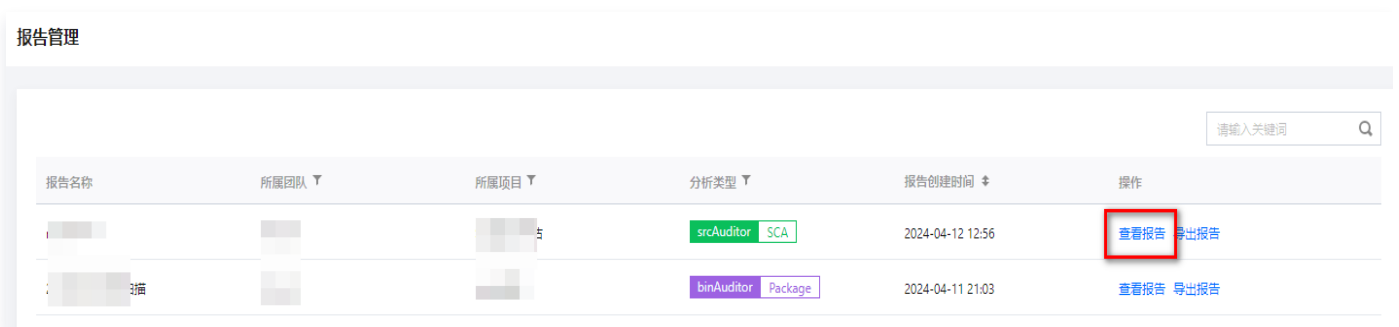 报告管理
请输入关键词
报告名称 所属团队 所属项目 分析类型 报告创建时间 操作
srcAuditor SCA 2024-04-12 12:56 查看报告 导出报告
描 binAuditor Package 2024-04-11 21:03 查看报告 导出报告